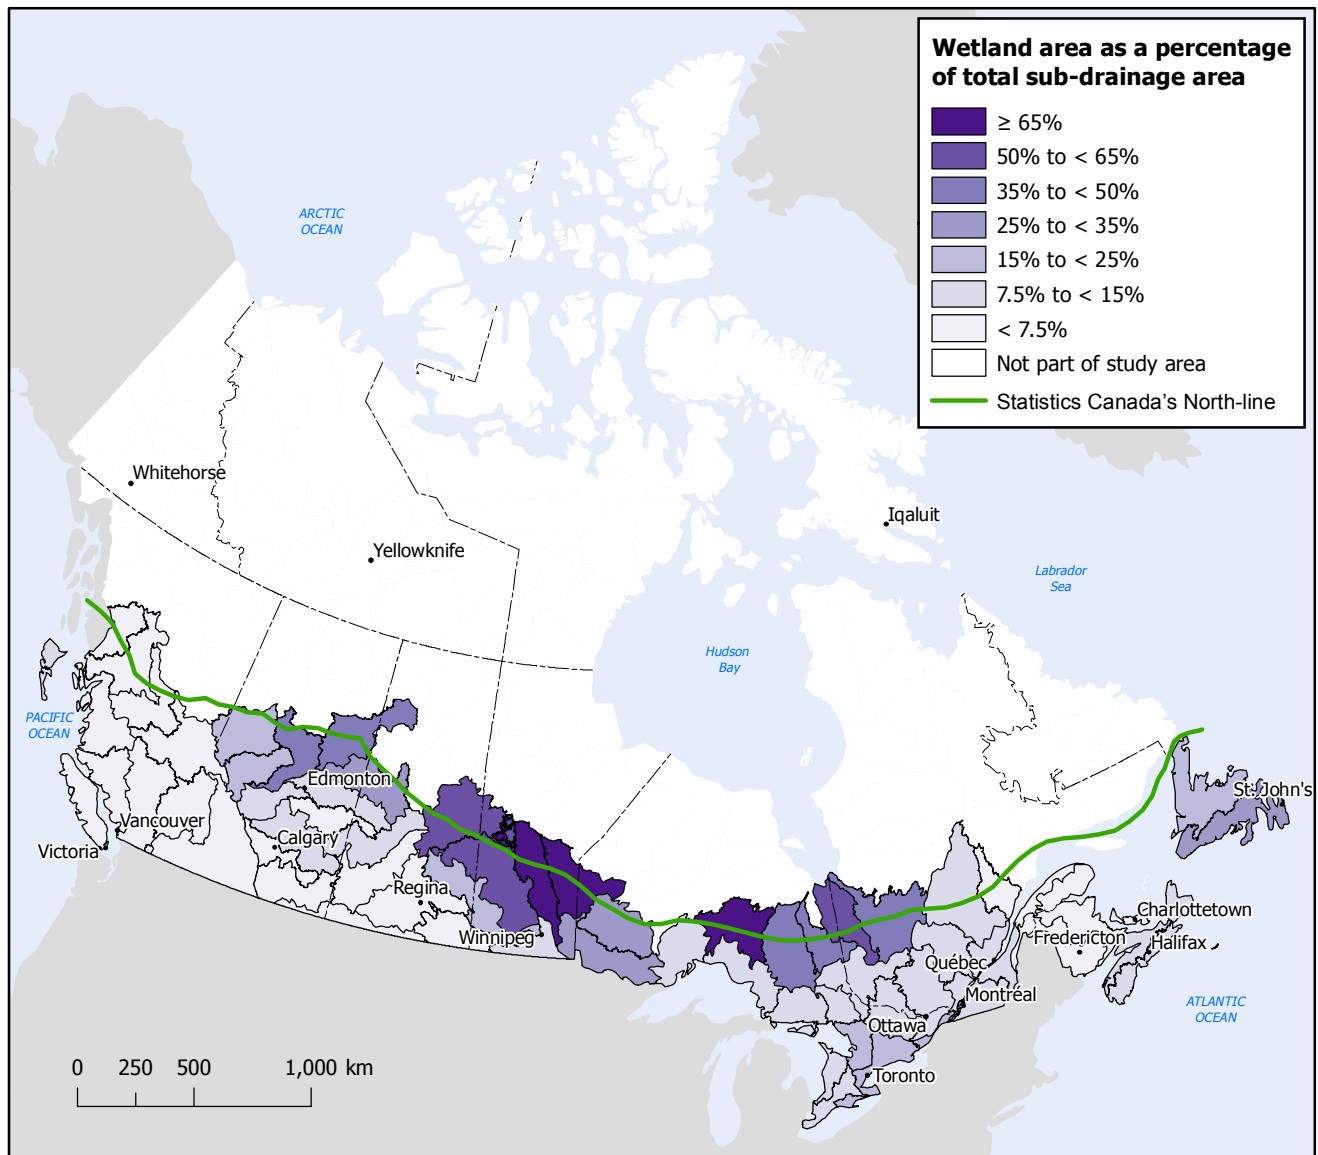 Wetland area as a percentage
of total sub-drainage area
≥ 65%
50% to < 65%
35% to < 50%
25% to < 35%
15% to < 25%
7.5% to < 15%
< 7.5%
Not part of study area
Statistics Canada's North-line
ARCTIC
OCEAN
Whitehorse
Yellowknife
Iqaluit
Labrador
Sea
Hudson
Bay
PACIFIC
OCEAN
Edmonton
St. John's
Vancouver
Victoria
Calgary
Regina
Winnipeg
Charlottetown
Fredericton
Halifax
Québec
Montréal
ATLANTIC
OCEAN
Ottawa
Toronto
0 250 500 1,000 km